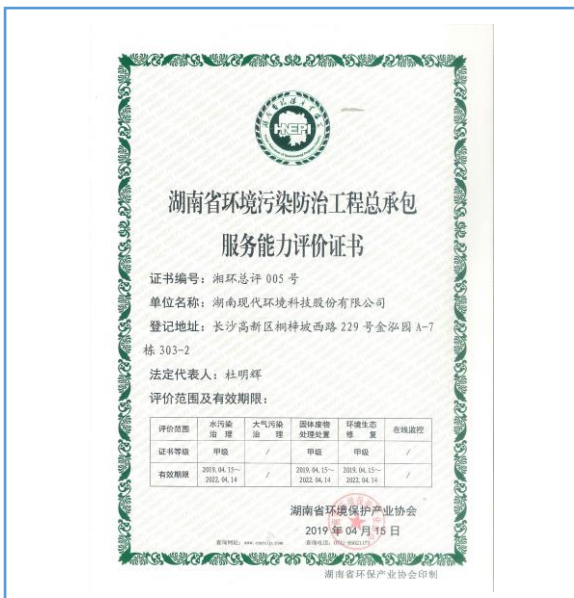 HNEPI
湖南省环境污染防治工程总承包
服务能力评价证书
证书编号：湘环总评 005 号
单位名称：湖南现代环境科技股份有限公司
登记地址：长沙高新区桐梓坡西路 229 号金泓园 A-7
栋 303-2
法定代表人：杜明辉
评价范围及有效期限：
评价范围 水污染治理 大气污染治理 固体废物处理处置 环境生态修复 在线监控
证书等级 甲级 / 甲级 甲级 /
有效期限 2019.04.15～2022.04.14 / 2019.04.15～2022.04.14 2019.04.15～2022.04.14 /
湖南省环境保护产业协会
2019 年 04 月 15 日
查询网址： 查询电话：
湖南省环保产业协会印制